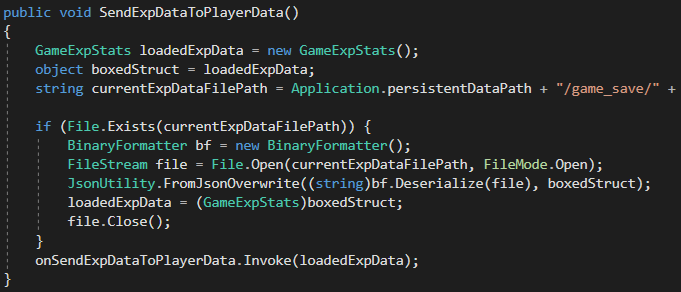 public void SendExpDataToPlayerData()
{
GameExpStats loadedExpData = new GameExpStats();
object boxedStruct = loadedExpData;
string currentExpDataFilePath = Application.persistentDataPath + "/game_save/" +
if (File.Exists(currentExpDataFilePath)) {
BinaryFormatter bf = new BinaryFormatter();
FileStream file = File.Open(currentExpDataFilePath, FileMode.Open);
JsonUtility.FromJsonOverwrite((string)bf.Deserialize(file), boxedStruct);
loadedExpData = (GameExpStats)boxedStruct;
file.Close();
}
onSendExpDataToPlayerData.Invoke(loadedExpData);
}